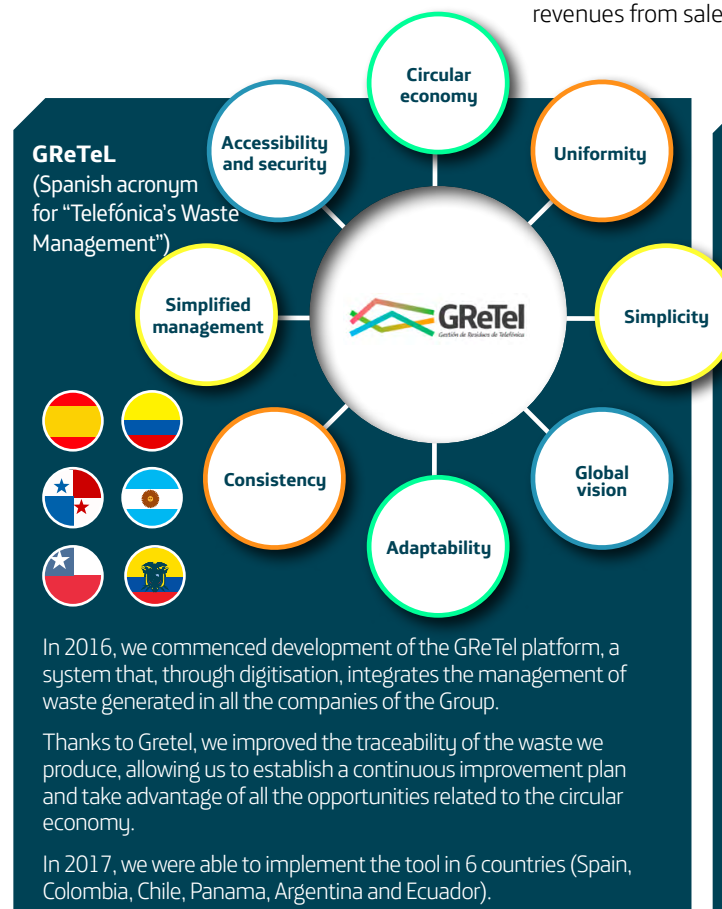 revenues from sale
Circular
economy
Accessibility
and security
Uniformity
GReTeL
(Spanish acronym
for “Telefónica’s Waste
Management”)
Simplified
management
GReTel
Gestión de Residuos de Telefónica
Simplicity
Consistency
Global
vision
Adaptability
In 2016, we commenced development of the GReTel platform, a
system that, through digitisation, integrates the management of
waste generated in all the companies of the Group.
Thanks to Gretel, we improved the traceability of the waste we
produce, allowing us to establish a continuous improvement plan
and take advantage of all the opportunities related to the circular
economy.
In 2017, we were able to implement the tool in 6 countries (Spain,
Colombia, Chile, Panama, Argentina and Ecuador).